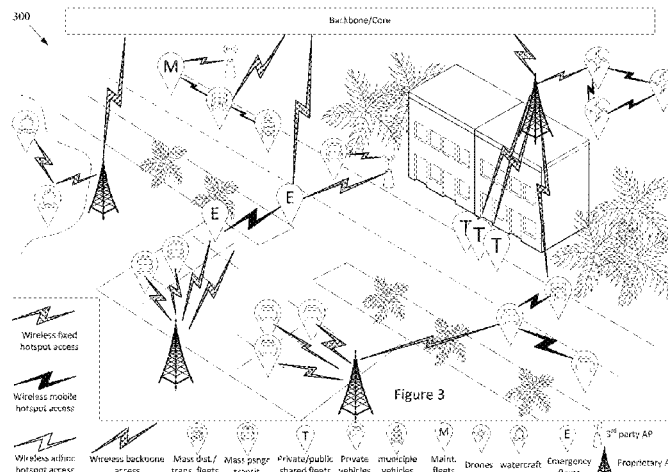 300
Backbone/Core
M
E
E
T
T
T
Wireless fixed
hotspot access
Wireless mobile
hotspot access
Figure 3
Wireless adhoc
hotspot access
Wireless backbone
access
Mass dist./
trans. fleets
Mass psngr
transit
T
Private/public
shared fleets
Private
vehicles
municiple
vehicles
M
Maint.
fleets
Drones
watercraft
E
Emergency
3rd party AP
Proprietary